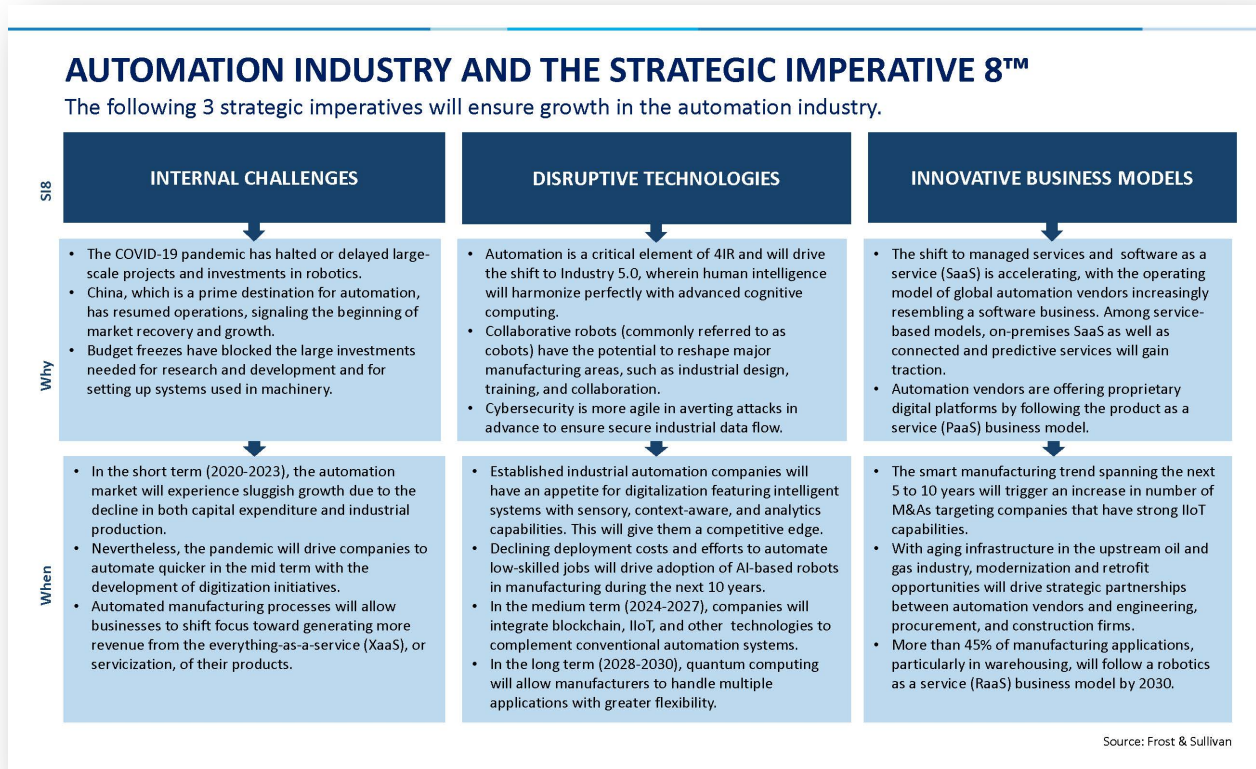 AUTOMATION INDUSTRY AND THE STRATEGIC IMPERATIVE 8™
The following 3 strategic imperatives will ensure growth in the automation industry.
SI8
INTERNAL CHALLENGES
DISRUPTIVE TECHNOLOGIES
INNOVATIVE BUSINESS MODELS
Why
• The COVID-19 pandemic has halted or delayed large-
scale projects and investments in robotics.
• China, which is a prime destination for automation,
has resumed operations, signaling the beginning of
market recovery and growth.
• Budget freezes have blocked the large investments
needed for research and development and for
setting up systems used in machinery.
• Automation is a critical element of 4IR and will drive
the shift to Industry 5.0, wherein human intelligence
will harmonize perfectly with advanced cognitive
computing.
• Collaborative robots (commonly referred to as
cobots) have the potential to reshape major
manufacturing areas, such as industrial design,
training, and collaboration.
• Cybersecurity is more agile in averting attacks in
advance to ensure secure industrial data flow.
• The shift to managed services and software as a
service (SaaS) is accelerating, with the operating
model of global automation vendors increasingly
resembling a software business. Among service-
based models, on-premises SaaS as well as
connected and predictive services will gain
traction.
• Automation vendors are offering proprietary
digital platforms by following the product as a
service (PaaS) business model.
When
• In the short term (2020-2023), the automation
market will experience sluggish growth due to the
decline in both capital expenditure and industrial
production.
• Nevertheless, the pandemic will drive companies to
automate quicker in the mid term with the
development of digitization initiatives.
• Automated manufacturing processes will allow
businesses to shift focus toward generating more
revenue from the everything-as-a-service (XaaS), or
servicization, of their products.
• Established industrial automation companies will
have an appetite for digitalization featuring intelligent
systems with sensory, context-aware, and analytics
capabilities. This will give them a competitive edge.
• Declining deployment costs and efforts to automate
low-skilled jobs will drive adoption of AI-based robots
in manufacturing during the next 10 years.
• In the medium term (2024-2027), companies will
integrate blockchain, IIoT, and other technologies to
complement conventional automation systems.
• In the long term (2028-2030), quantum computing
will allow manufacturers to handle multiple
applications with greater flexibility.
• The smart manufacturing trend spanning the next
5 to 10 years will trigger an increase in number of
M&As targeting companies that have strong IIoT
capabilities.
• With aging infrastructure in the upstream oil and
gas industry, modernization and retrofit
opportunities will drive strategic partnerships
between automation vendors and engineering,
procurement, and construction firms.
• More than 45% of manufacturing applications,
particularly in warehousing, will follow a robotics
as a service (RaaS) business model by 2030.
Source: Frost & Sullivan